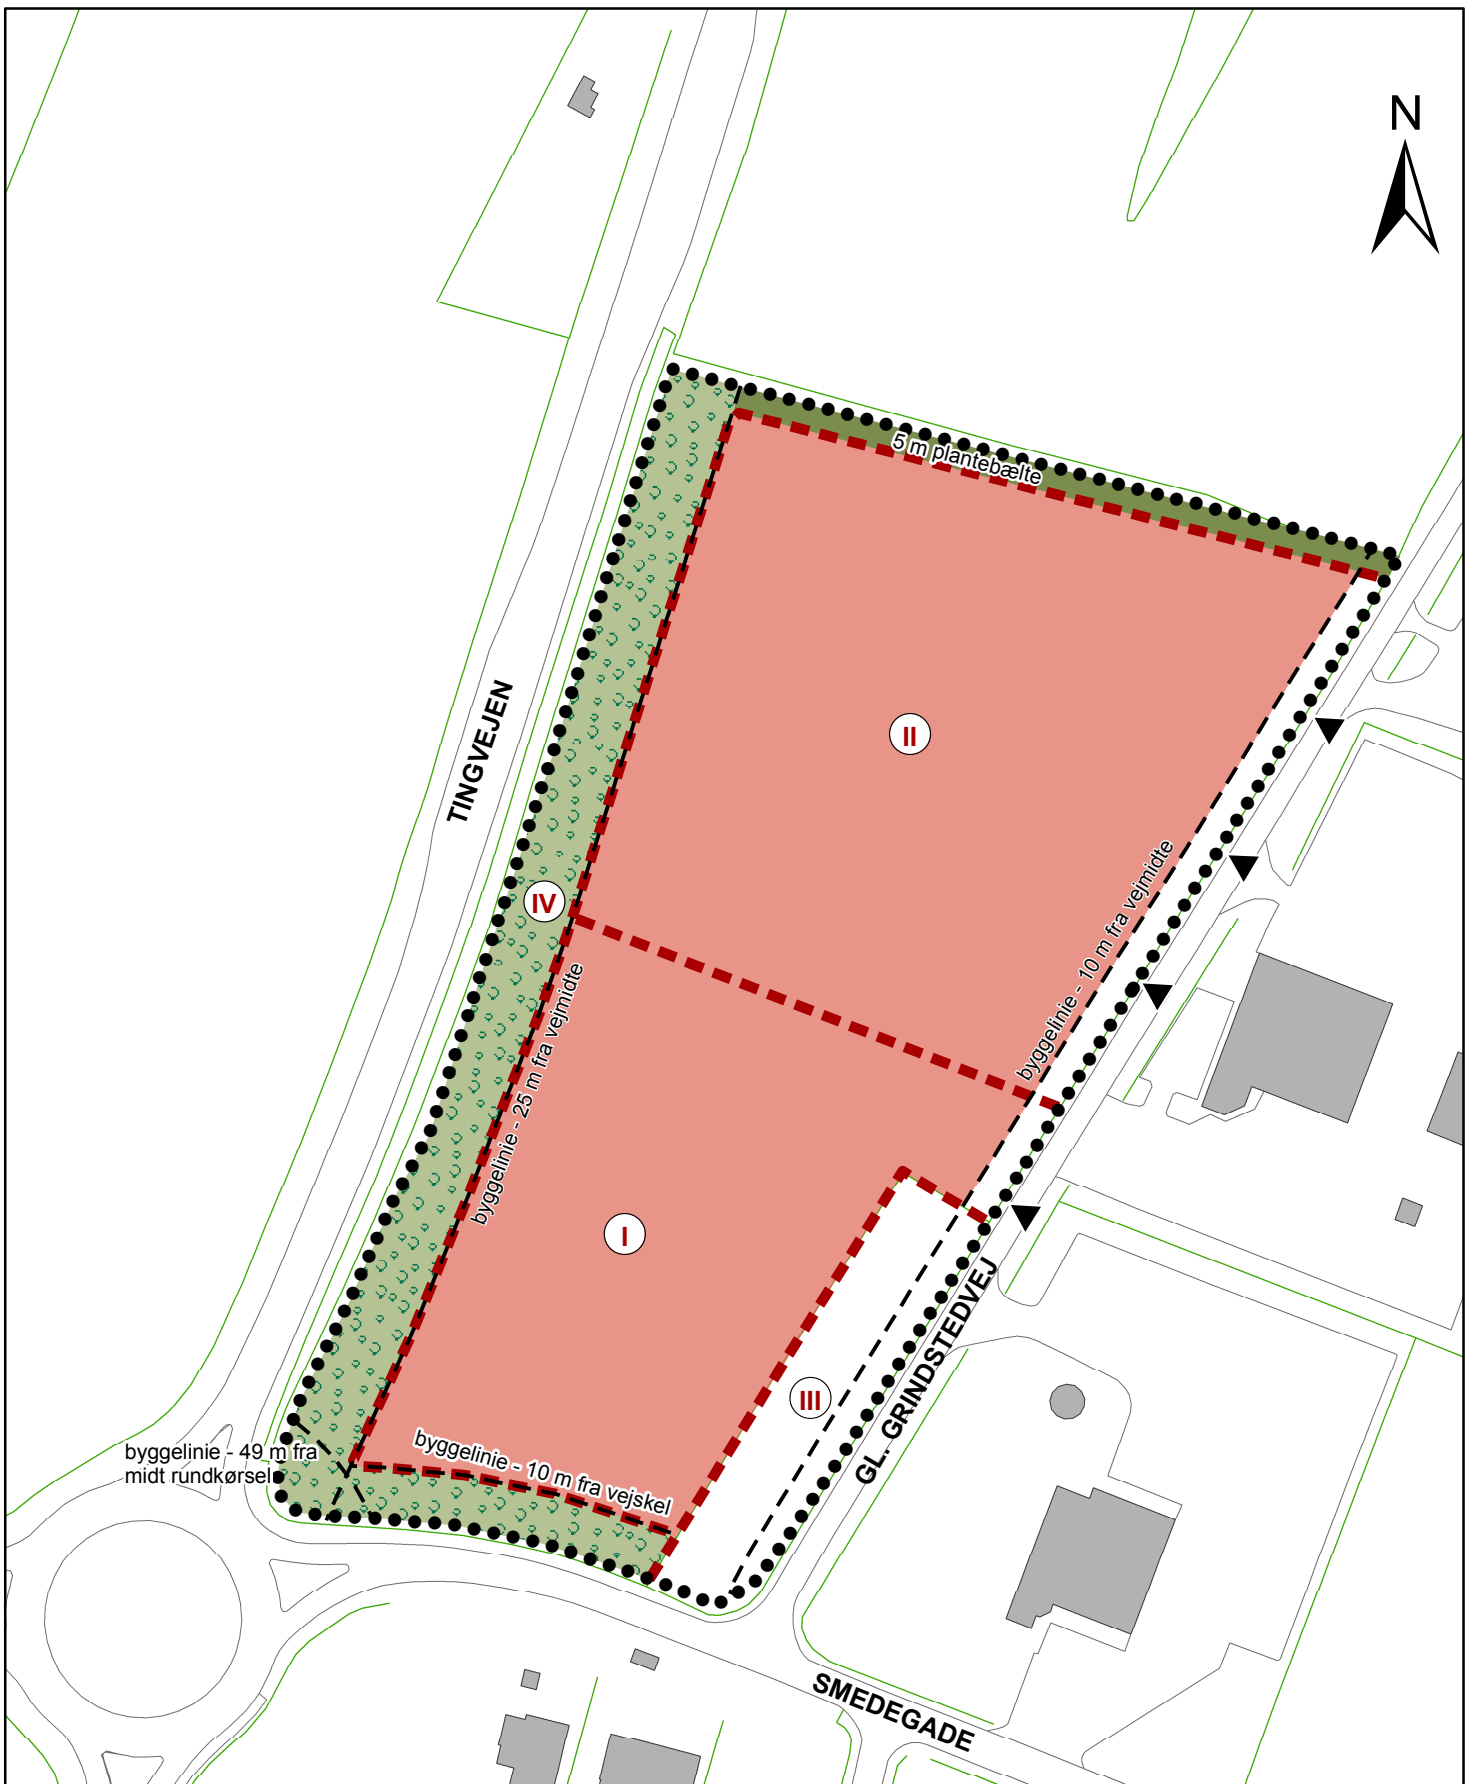 N
5 m plantebælte
II
TINGVEJEN
byggelinie - 10 m fra vejmidte
IV
byggelinie - 25 m fra vejmidte
I
GL. GRINDSTEDVEJ
III
byggelinie - 49 m fra
midt rundkørsel
byggelinie - 10 m fra vejskel
SMEDEGADE